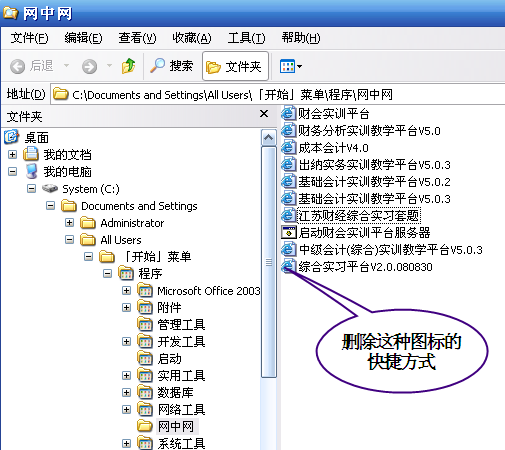 网中网
文件(F) 编辑(E) 查看(V) 收藏(A) 工具(T) 帮助(H)
后退 搜索 文件夹
地址(D) C:\Documents and Settings\All Users\「开始」菜单\程序\网中网
文件夹
桌面
我的文档
我的电脑
System (C:)
Documents and Settings
Administrator
All Users
「开始」菜单
程序
Microsoft Office 2003
附件
管理工具
开发工具
启动
实用工具
数据库
网络工具
网中网
系统工具
财会实训平台
财务分析实训教学平台V5.0
成本会计V4.0
出纳实务实训教学平台V5.0.3
基础会计实训教学平台V5.0.2
基础会计实训教学平台V5.0.3
江苏财经综合实习套题
启动财会实训平台服务器
中级会计(综合)实训教学平台V5.0.3
综合实习平台V2.0.080830
删除这种图标的
快捷方式